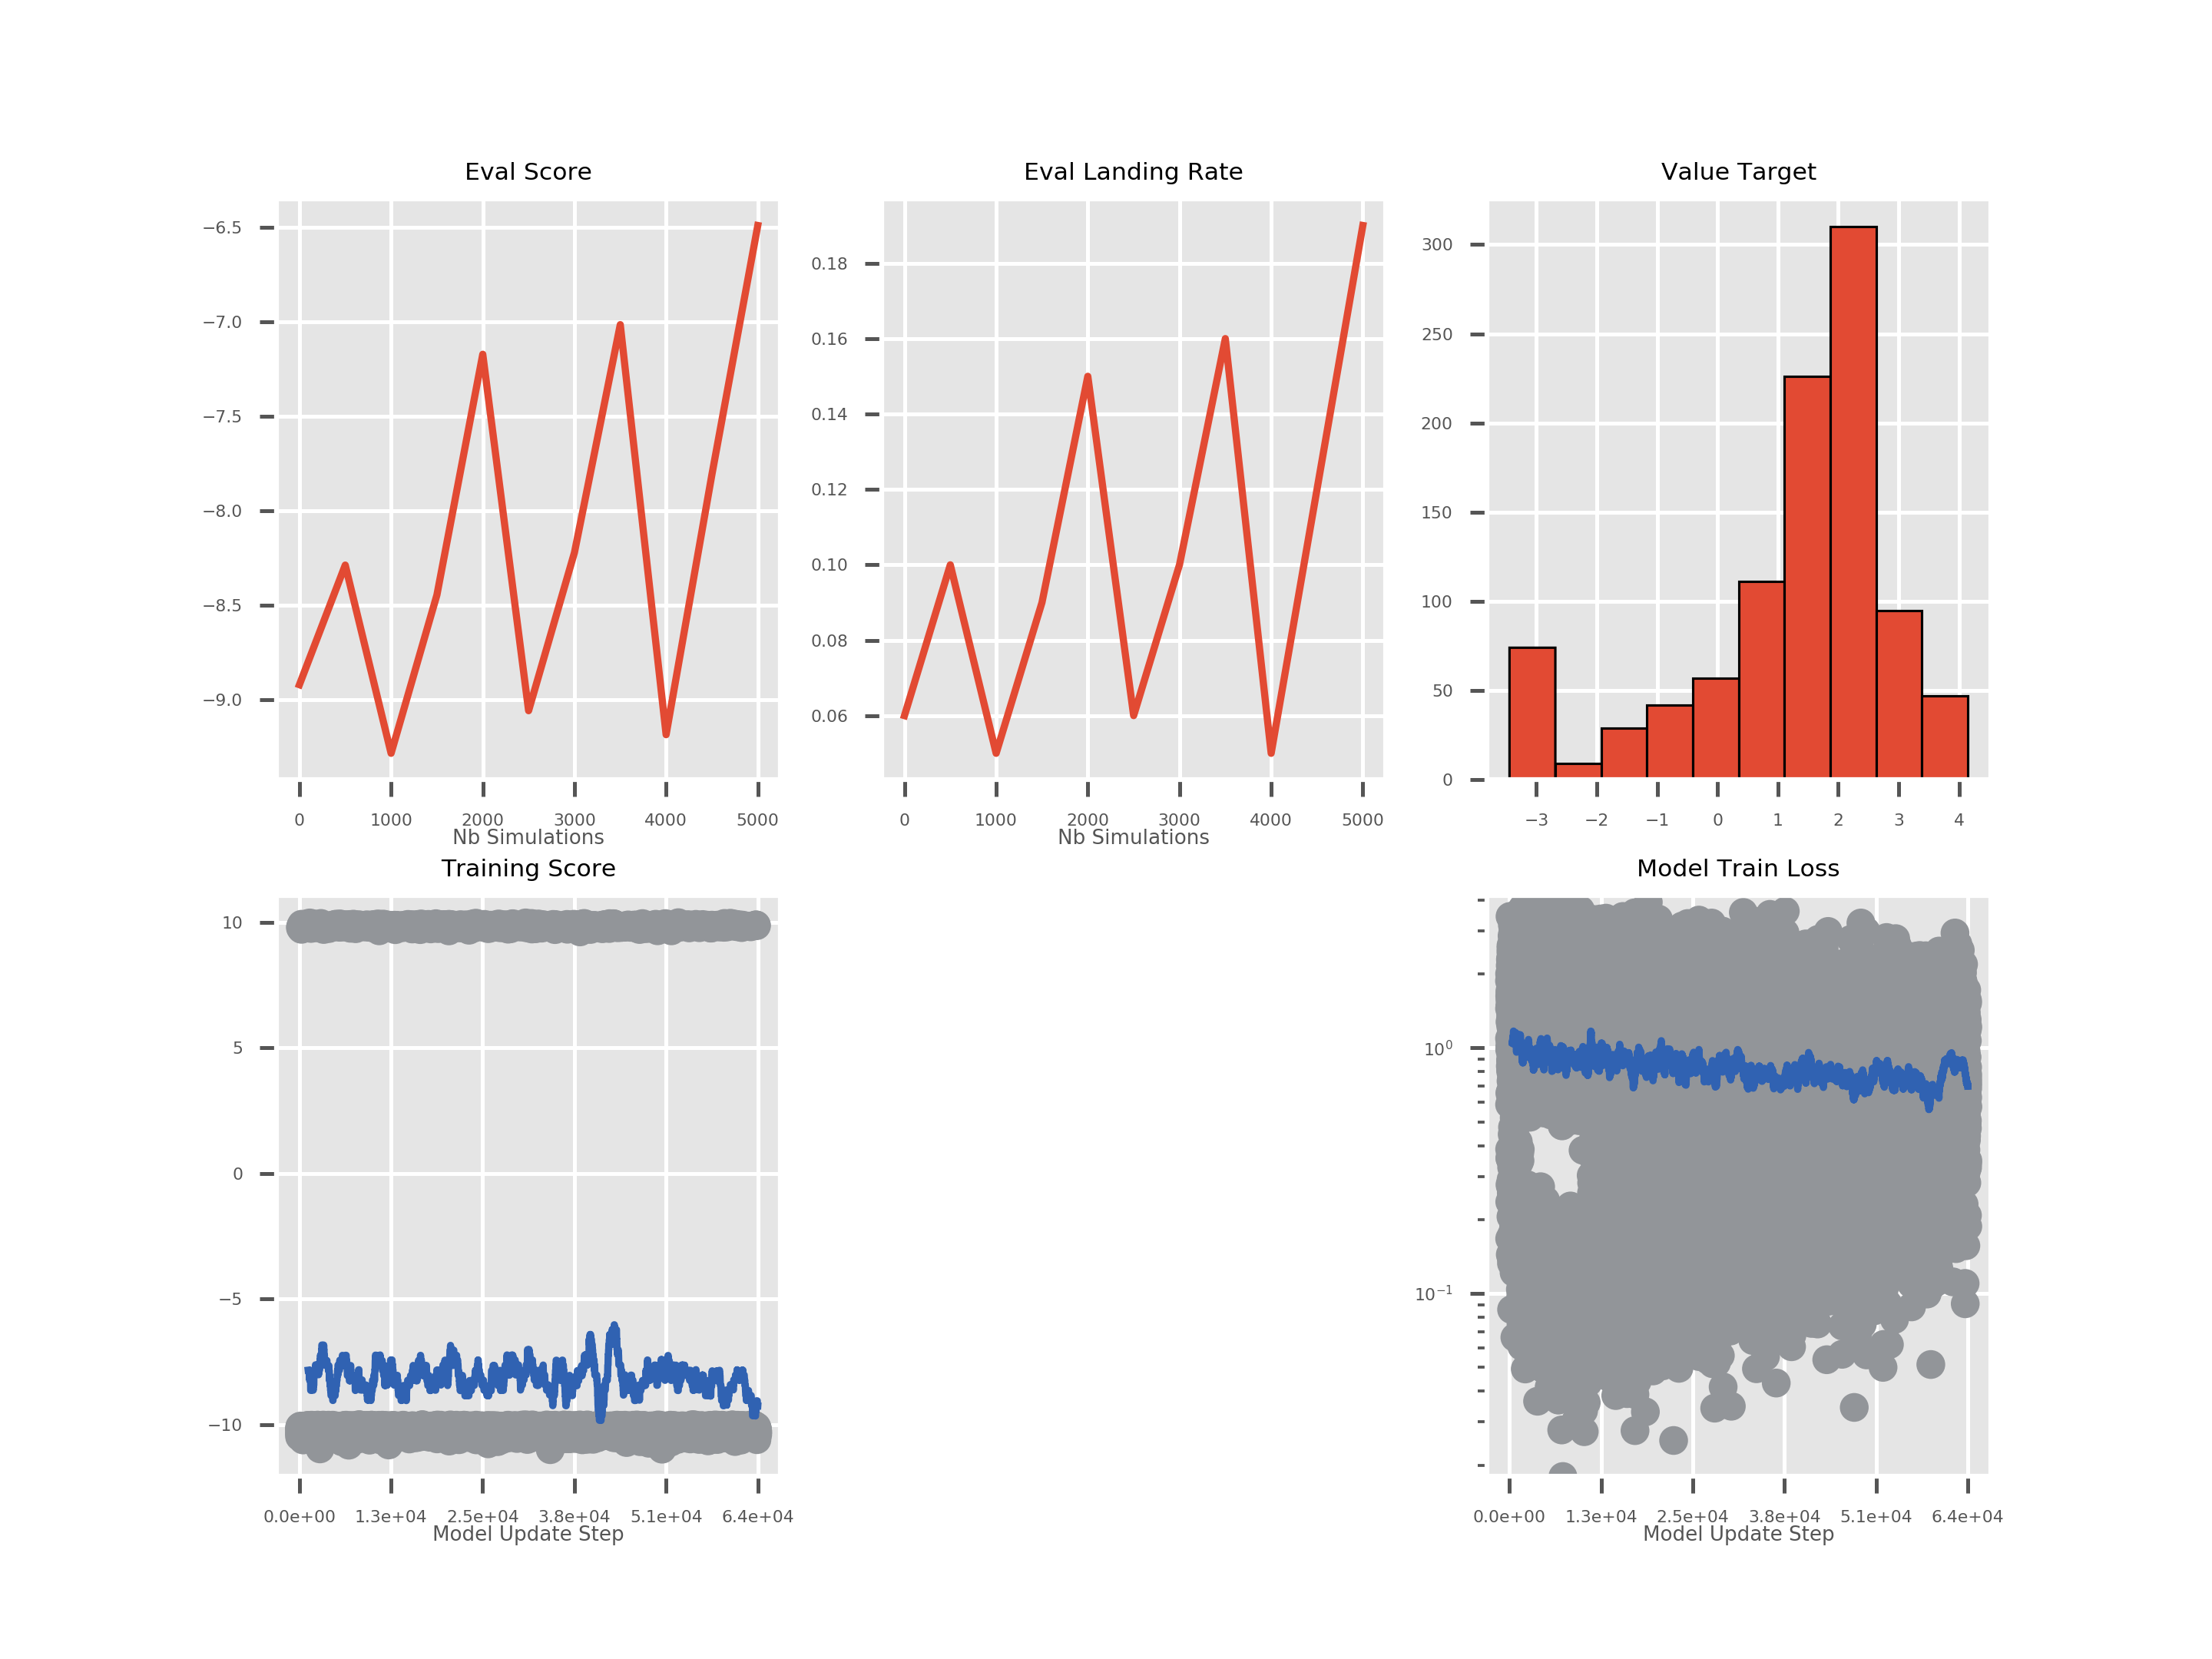 Eval Score
−6.5
−7.0
−7.5
−8.0
−8.5
−9.0
0 1000 2000 3000 4000 5000
Nb Simulations
Eval Landing Rate
0.18
0.16
0.14
0.12
0.10
0.08
0.06
0 1000 2000 3000 4000 5000
Nb Simulations
Value Target
300
250
200
150
100
50
0
−3 −2 −1 0 1 2 3 4
Training Score
10
5
0
−5
−10
0.0e+00 1.3e+04 2.5e+04 3.8e+04 5.1e+04 6.4e+04
Model Update Step
Model Train Loss
10⁰
10⁻¹
0.0e+00 1.3e+04 2.5e+04 3.8e+04 5.1e+04 6.4e+04
Model Update Step